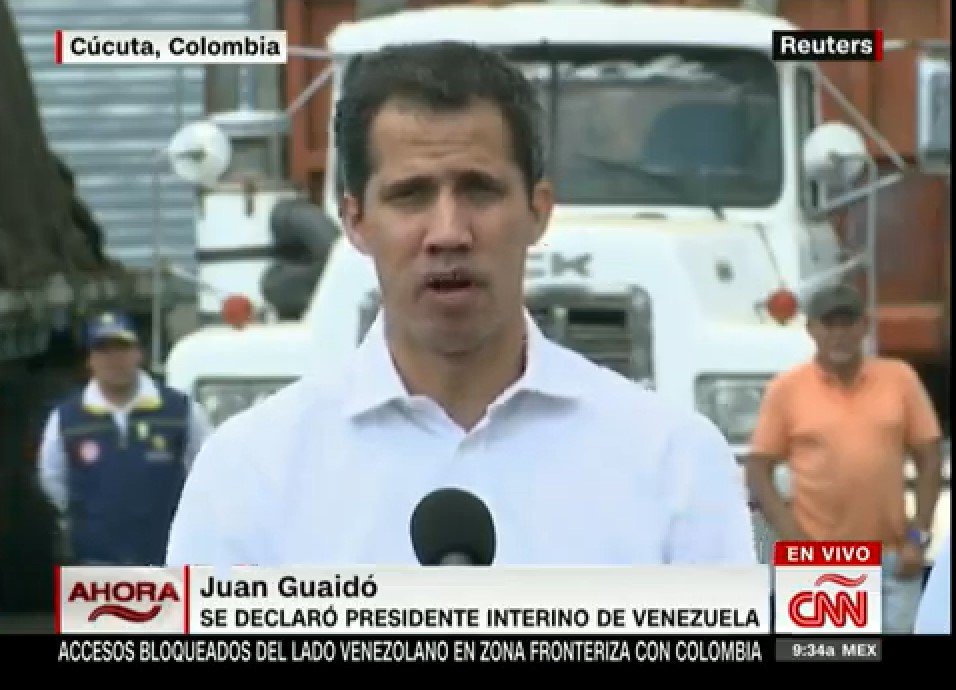 Cúcuta, Colombia
Reuters
CK
EN VIVO
AHORA
Juan Guaidó
SE DECLARÓ PRESIDENTE INTERINO DE VENEZUELA
CNN
ACCESOS BLOQUEADOS DEL LADO VENEZOLANO EN ZONA FRONTERIZA CON COLOMBIA
9:34a MEX